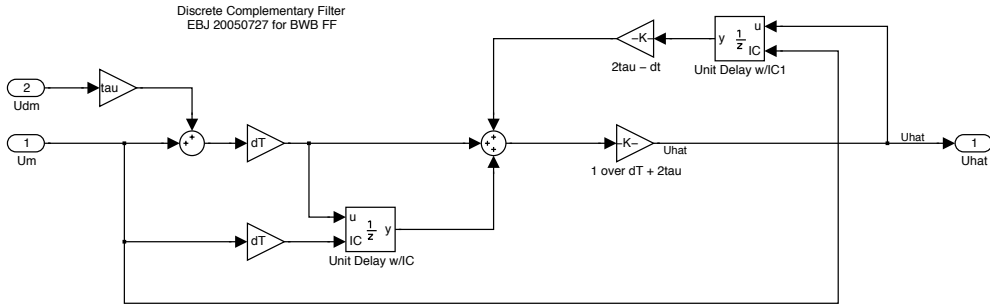 Discrete Complementary Filter
EBJ 20050727 for BWB FF
y
1
z
u
IC
Unit Delay w/IC1
-K-
2tau - dt
2
Udm
tau
1
Um
+
+
dT
+
+
+
-K-
Uhat
1 over dT + 2tau
Uhat
1
Uhat
dT
u
IC
1
z
y
Unit Delay w/IC